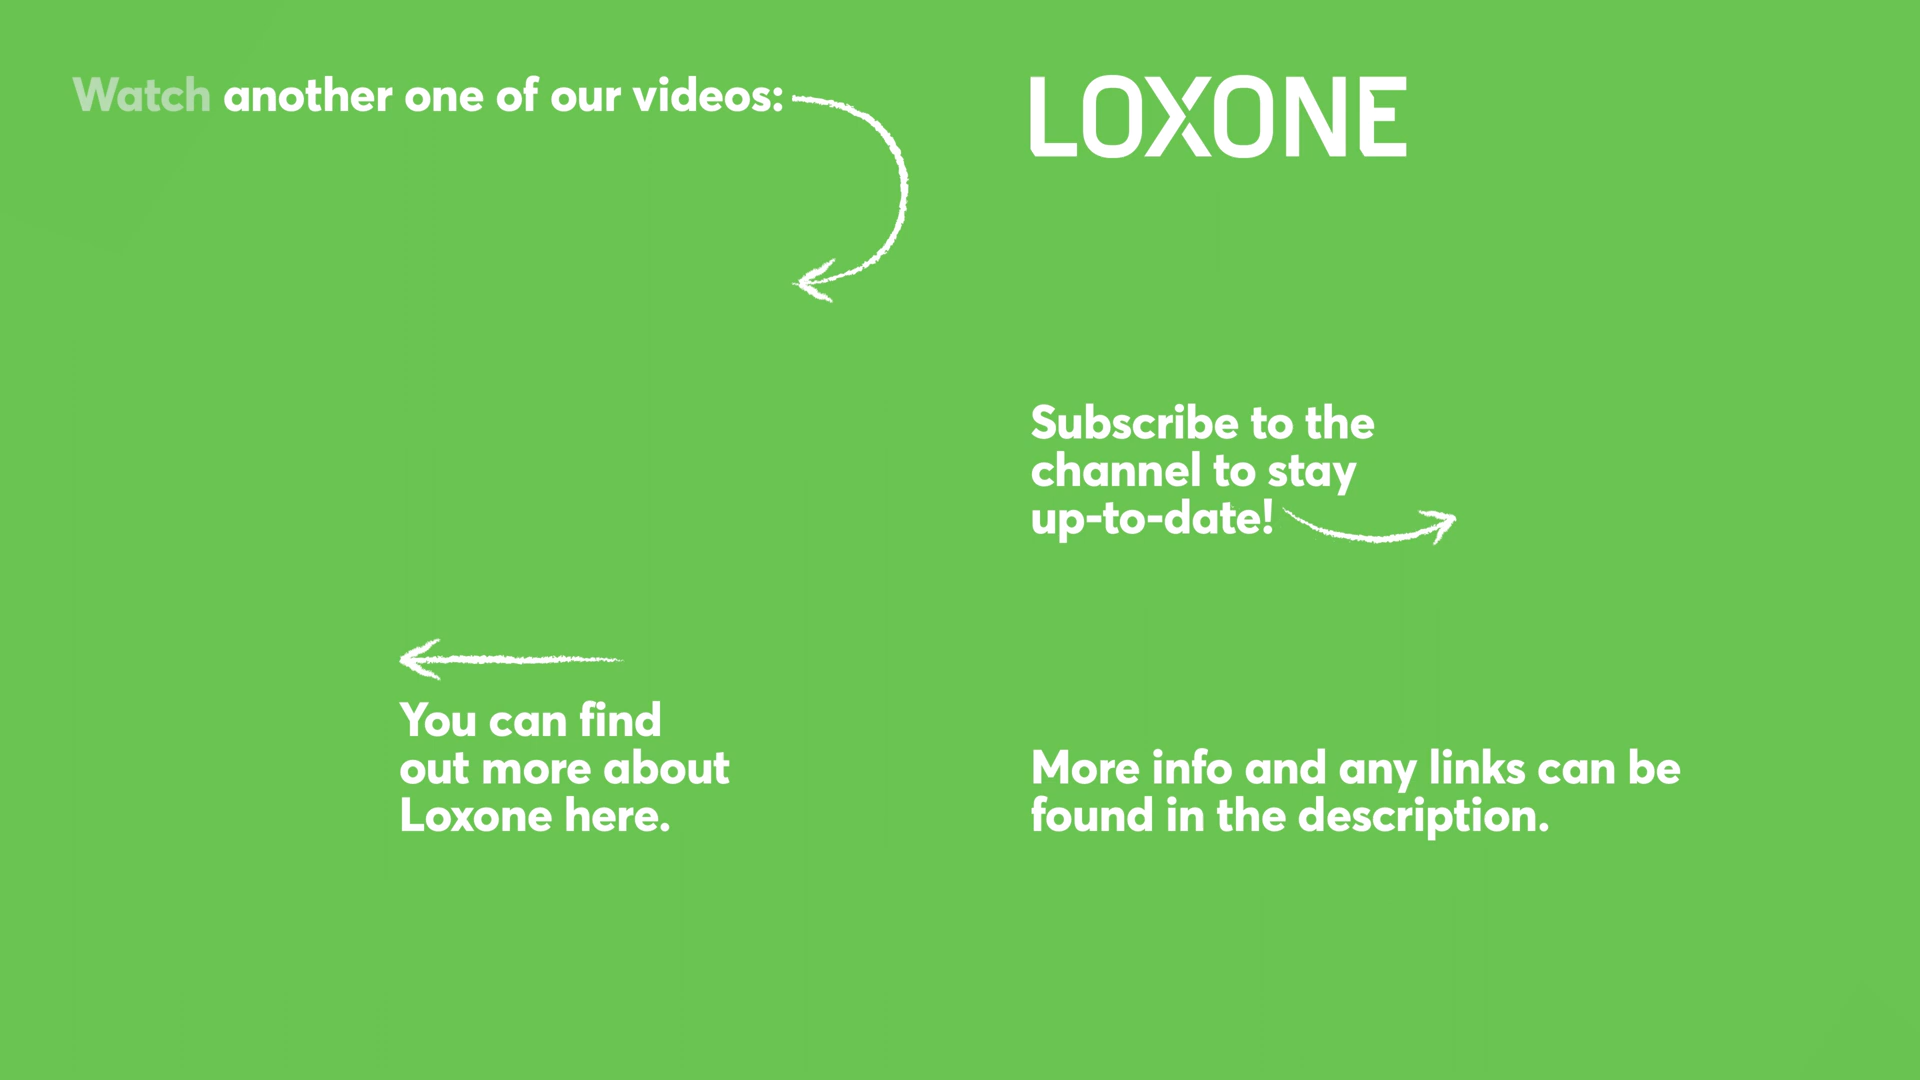 Watch another one of our videos:
LOXONE
Subscribe to the
channel to stay
up-to-date!
You can find
out more about
Loxone here.
More info and any links can be
found in the description.